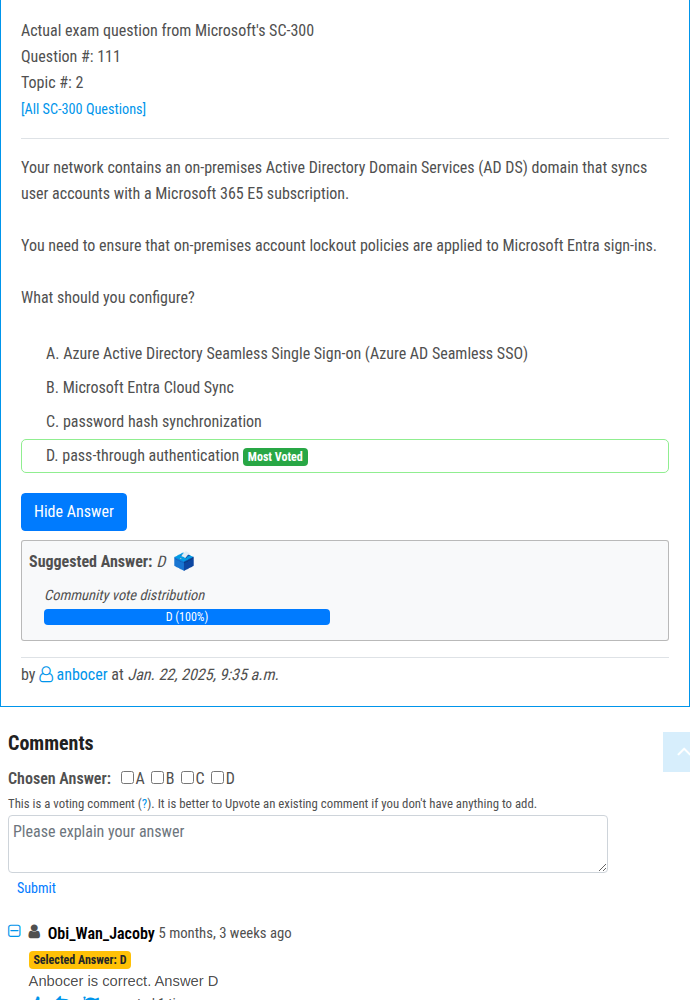 Actual exam question from Microsoft's SC-300
Question #: 111
Topic #: 2
[All SC-300 Questions]
Your network contains an on-premises Active Directory Domain Services (AD DS) domain that syncs
user accounts with a Microsoft 365 E5 subscription.
You need to ensure that on-premises account lockout policies are applied to Microsoft Entra sign-ins.
What should you configure?
A. Azure Active Directory Seamless Single Sign-on (Azure AD Seamless SSO)
B. Microsoft Entra Cloud Sync
C. password hash synchronization
D. pass-through authentication Most Voted
Hide Answer
Suggested Answer: D
Community vote distribution
D (100%)
by anbocer at Jan. 22, 2025, 9:35 a.m.
Comments
Chosen Answer: A B C D
This is a voting comment (?). It is better to Upvote an existing comment if you don't have anything to add.
Please explain your answer
Submit
Obi_Wan_Jacoby 5 months, 3 weeks ago
Selected Answer: D
Anbocer is correct. Answer D